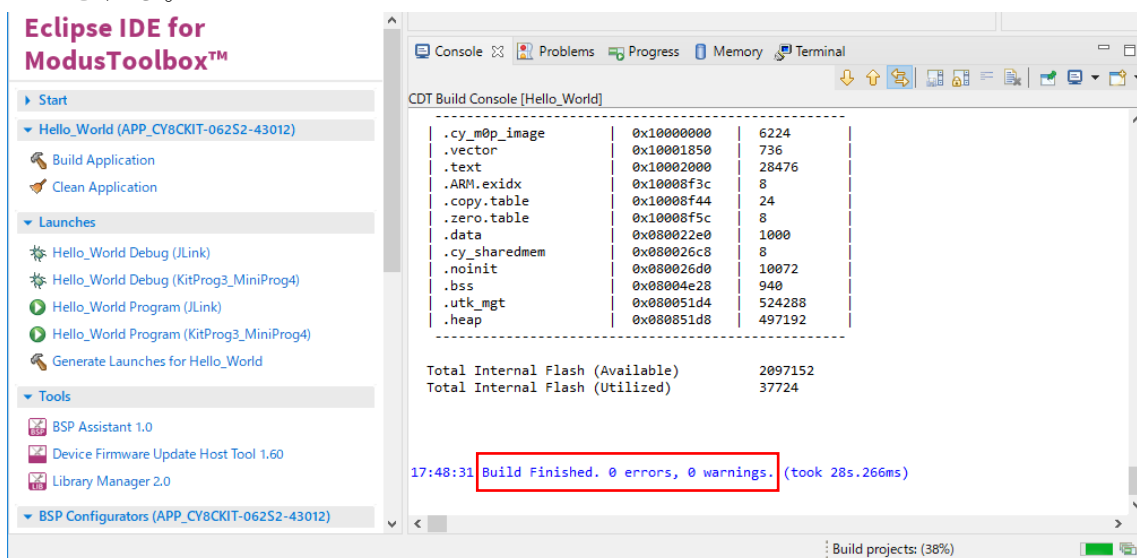 Eclipse IDE for
ModusToolbox™
Start
Hello_World (APP_CY8CKIT-062S2-43012)
Build Application
Clean Application
Launches
Hello_World Debug (JLink)
Hello_World Debug (KitProg3_MiniProg4)
Hello_World Program (JLink)
Hello_World Program (KitProg3_MiniProg4)
Generate Launches for Hello_World
Tools
BSP Assistant 1.0
Device Firmware Update Host Tool 1.60
Library Manager 2.0
BSP Configurators (APP_CY8CKIT-062S2-43012)
Console Problems Progress Memory Terminal
CDT Build Console [Hello_World]
---------------------------------------------------
| .cy_m0p_image | 0x10000000 | 6224 |
| .vector | 0x10001850 | 736 |
| .text | 0x10002000 | 28476 |
| .ARM.exidx | 0x10008f3c | 8 |
| .copy.table | 0x10008f44 | 24 |
| .zero.table | 0x10008f5c | 8 |
| .data | 0x080022e0 | 1000 |
| .cy_sharedmem | 0x080026c8 | 8 |
| .noinit | 0x080026d0 | 10072 |
| .bss | 0x08004e28 | 940 |
| .utk_mgt | 0x080051d4 | 524288 |
| .heap | 0x080851d8 | 497192 |
---------------------------------------------------
Total Internal Flash (Available) 2097152
Total Internal Flash (Utilized) 37724
17:48:31 Build Finished. 0 errors, 0 warnings. (took 28s.266ms)
Build projects: (38%)